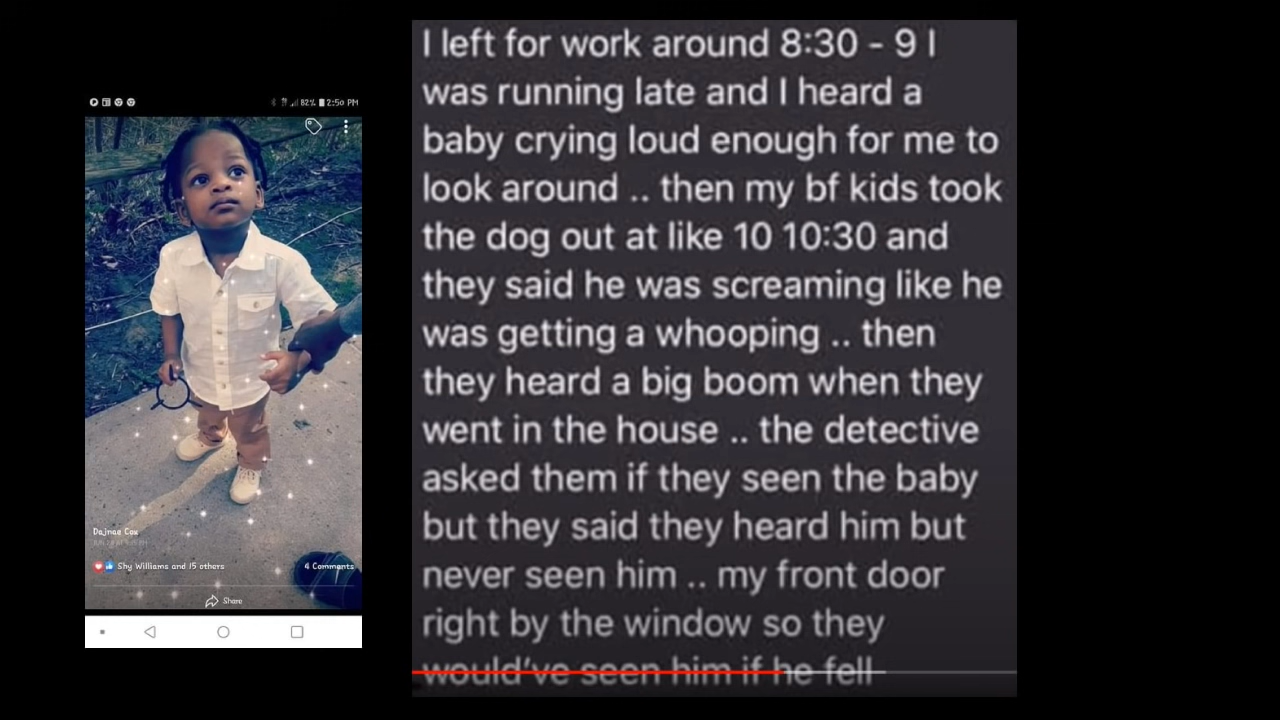 82% 2:50 PM
Dajnae Cox
Shy Williams and 15 others
4 Comments
Share
I left for work around 8:30 - 9 I
was running late and I heard a
baby crying loud enough for me to
look around .. then my bf kids took
the dog out at like 10 10:30 and
they said he was screaming like he
was getting a whooping .. then
they heard a big boom when they
went in the house .. the detective
asked them if they seen the baby
but they said they heard him but
never seen him .. my front door
right by the window so they
would've seen him if he fell